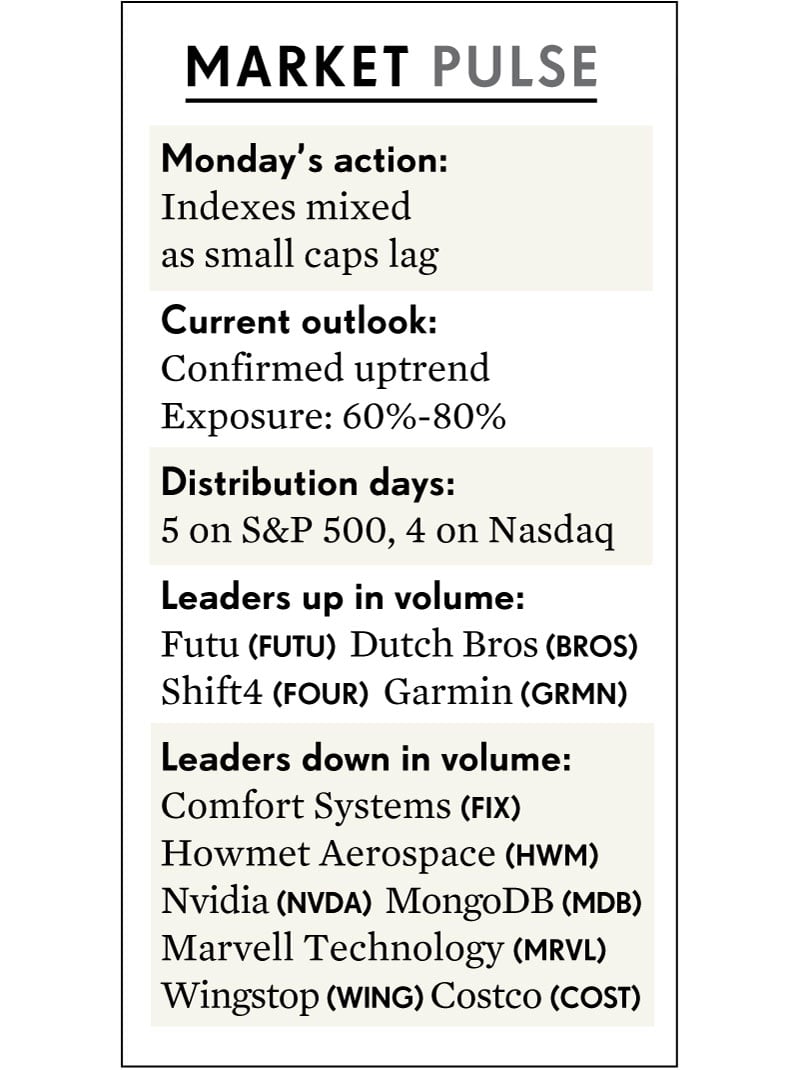 MARKET PULSE
Monday's action:
Indexes mixed
as small caps lag
Current outlook:
Confirmed uptrend
Exposure: 60%-80%
Distribution days:
5 on S&P 500, 4 on Nasdaq
Leaders up in volume:
Futu (FUTU) Dutch Bros (BROS)
Shift4 (FOUR) Garmin (GRMN)
Leaders down in volume:
Comfort Systems (FIX)
Howmet Aerospace (HWM)
Nvidia (NVDA) MongoDB (MDB)
Marvell Technology (MRVL)
Wingstop (WING) Costco (COST)